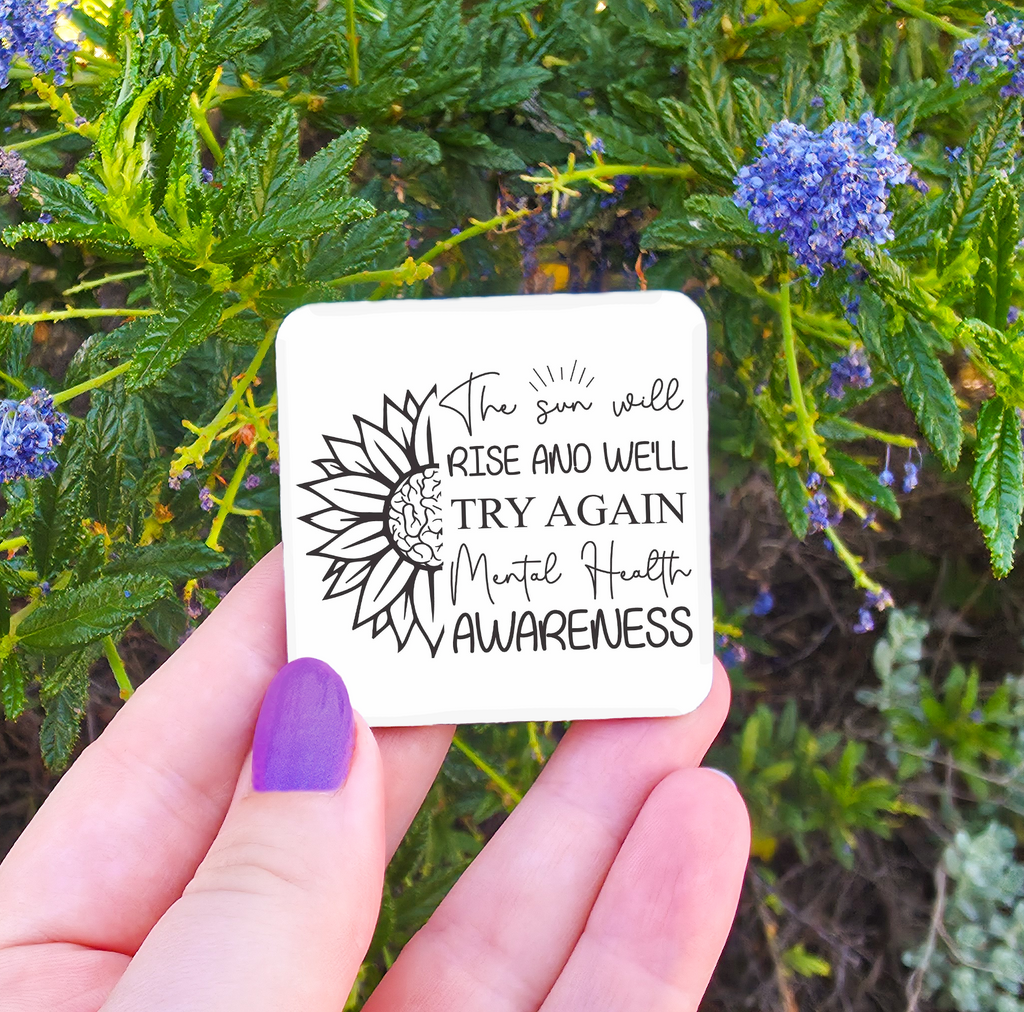 The sun will
RISE AND WE'LL
TRY AGAIN
Mental Health
AWARENESS